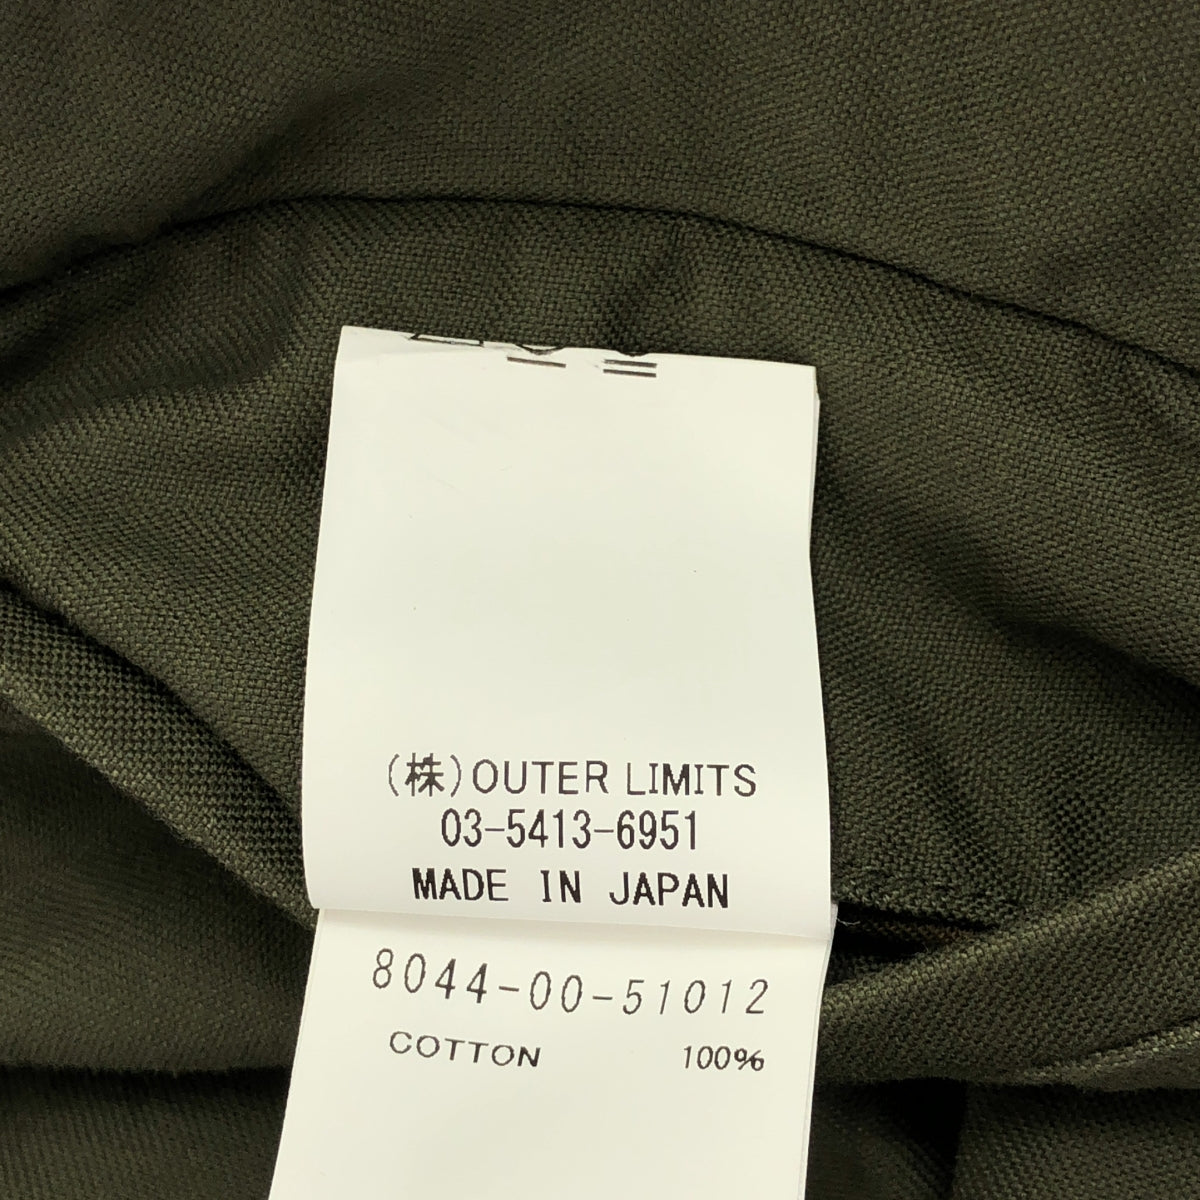 (株)OUTER LIMITS
03-5413-6951
MADE IN JAPAN
8044-00-51012
COTTON 100%